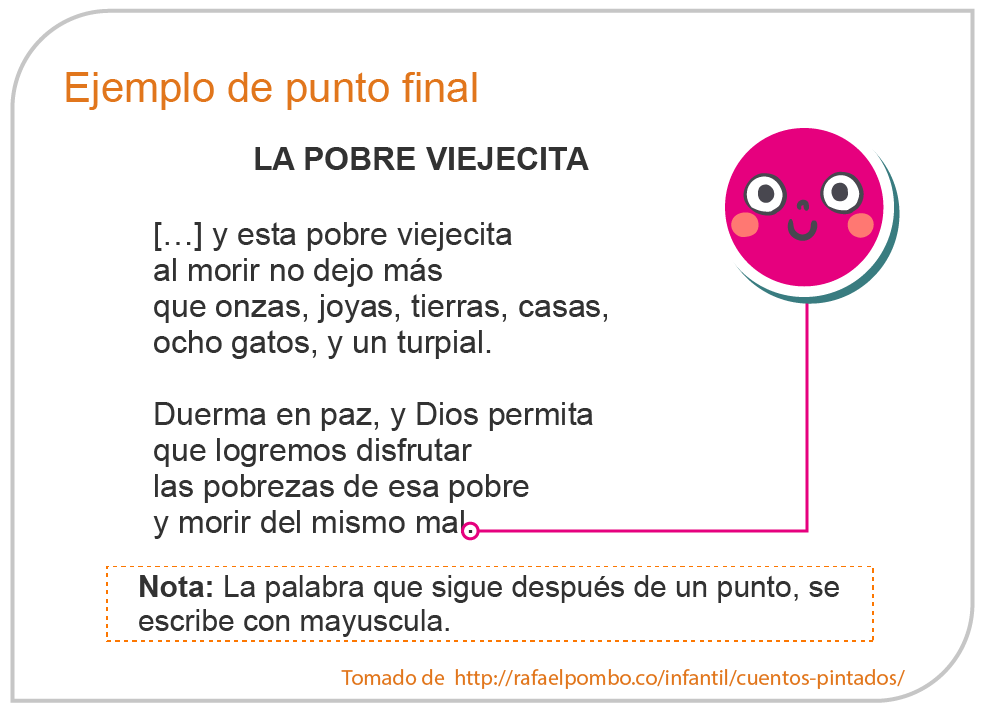 Ejemplo de punto final
LA POBRE VIEJECITA
[…] y esta pobre viejecita
al morir no dejo más
que onzas, joyas, tierras, casas,
ocho gatos, y un turpial.
Duerma en paz, y Dios permita
que logremos disfrutar
las pobrezas de esa pobre
y morir del mismo mal.
Nota: La palabra que sigue después de un punto, se
escribe con mayuscula.
Tomado de http://rafaelpombo.co/infantil/cuentos-pintados/